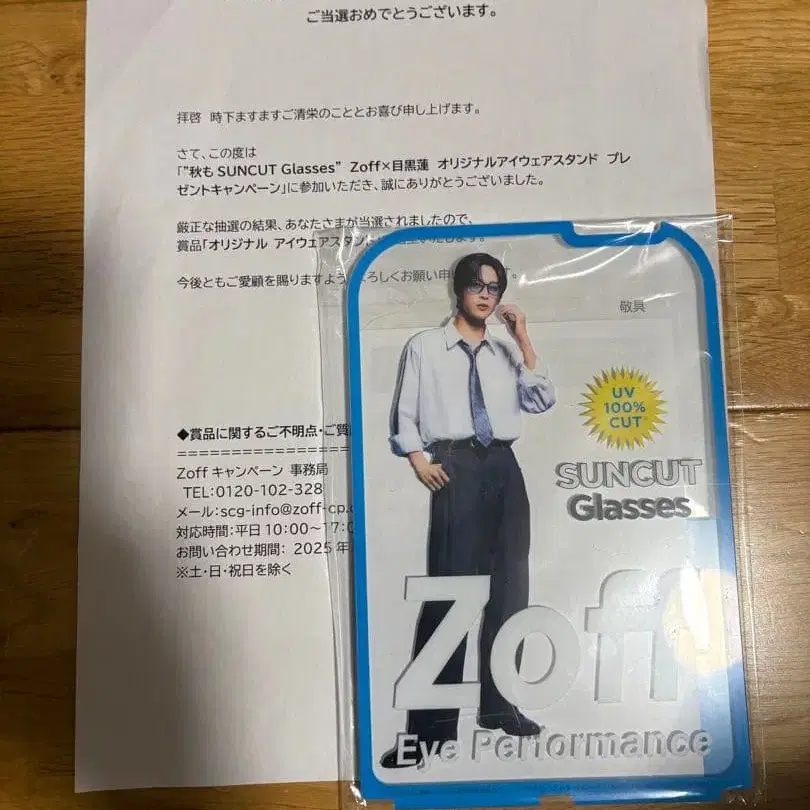 ご当選おめでとうございます。
拝啓 時下ますますご清栄のこととお喜び申し上げます。
さて、この度は
「”秋も SUNCUT Glasses” Zoff×目黒蓮 オリジナルアイウェアスタンド プレ
ゼントキャンペーン」に参加いただき、誠にありがとうございました。
厳正な抽選の結果、あなたさまが当選されましたので、
賞品「オリジナル アイウェアスタン
今後ともご愛顧を賜りますよう よろしくお願い申し す。
敬具
◆賞品に関するご不明点・ご質
Zoff キャンペーン 事務局
TEL:0120-102-328
メール:scg-info@zoff-cp.
対応時間:平日 10:00~17:0
お問い合わせ期間: 2025 年
※土・日・祝日を除く
UV
100%
CUT
SUNCUT
Glasses
Zoff
Eye Performance